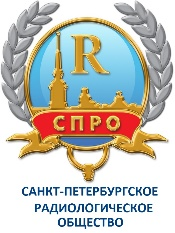 R
СПРО
САНКТ-ПЕТЕРБУРГСКОЕ
РАДИОЛОГИЧЕСКОЕ
ОБЩЕСТВО